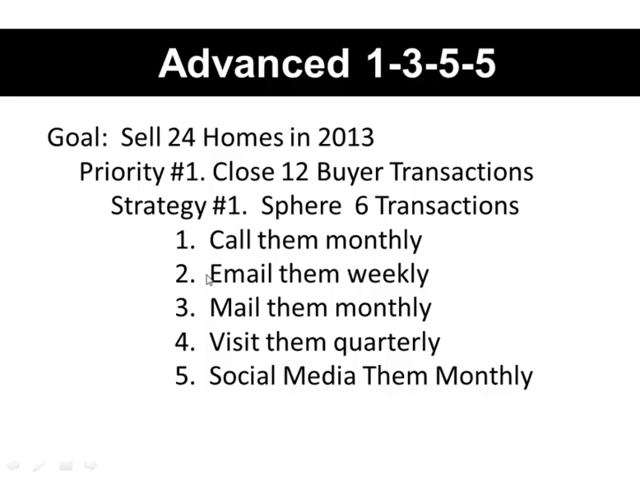 Advanced 1-3-5-5
Goal: Sell 24 Homes in 2013
Priority #1. Close 12 Buyer Transactions
Strategy #1. Sphere 6 Transactions
1. Call them monthly
2. Email them weekly
3. Mail them monthly
4. Visit them quarterly
5. Social Media Them Monthly